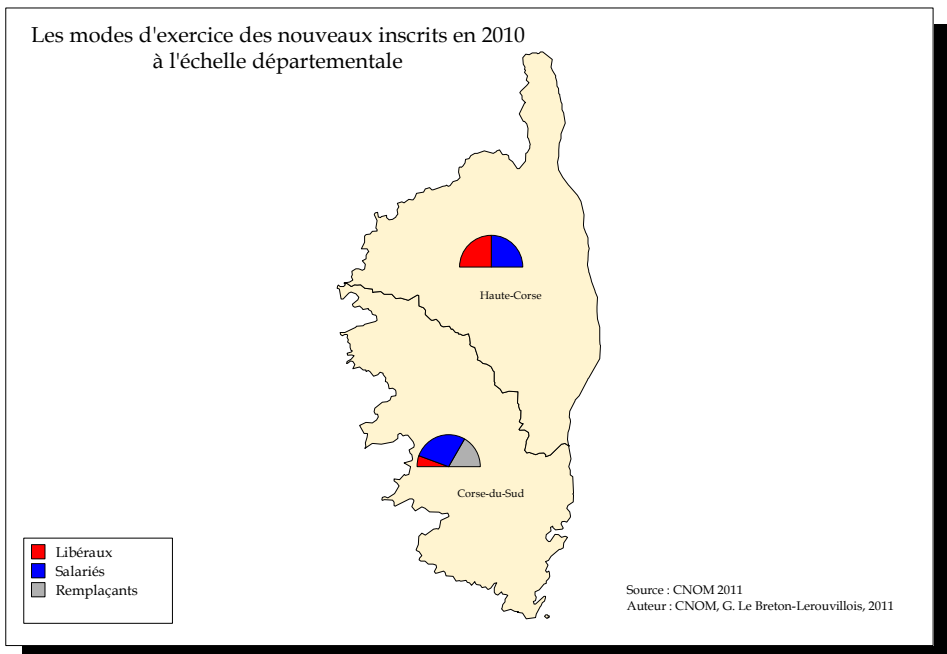 Les modes d'exercice des nouveaux inscrits en 2010
à l'échelle départementale
Haute-Corse
Corse-du-Sud
Libéraux
Salariés
Remplaçants
Source : CNOM 2011
Auteur : CNOM, G. Le Breton-Lerouvillois, 2011